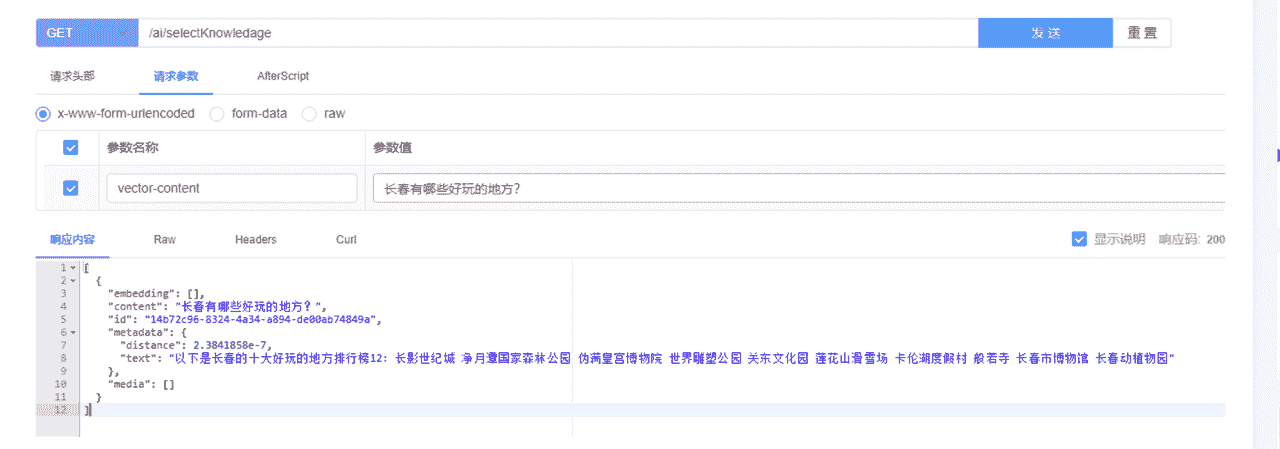 GET /ai/selectKnowledage 发 送 重 置
请求头部 请求参数 AfterScript
x-www-form-urlencoded form-data raw
参数名称 参数值
vector-content 长春有哪些好玩的地方?
响应内容 Raw Headers Curl 显示说明 响应码: 200
1 [
2 {
3 "embedding": [],
4 "content": "长春有哪些好玩的地方？",
5 "id": "14b72c96-8324-4a34-a894-de00ab74849a",
6 "metadata": {
7 "distance": 2.3841858e-7,
8 "text": "以下是长春的十大好玩的地方排行榜12: 长影世纪城 净月潭国家森林公园 伪满皇宫博物院 世界雕塑公园 关东文化园 莲花山滑雪场 卡伦湖度假村 般若寺 长春市博物馆 长春动植物园"
9 },
10 "media": []
11 }
12 ]